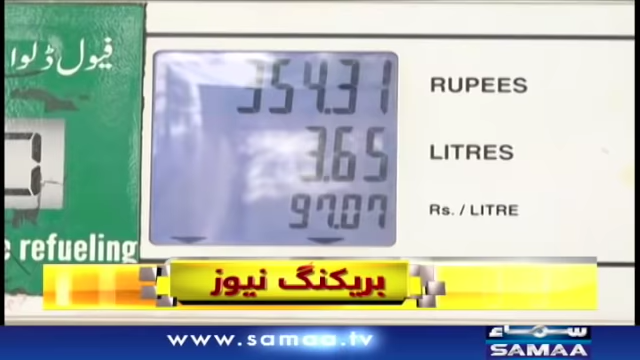 فیول ڈلوا
354.31 RUPEES
3.65 LITRES
97.07 Rs. / LITRE
e refueling
بریکنگ نیوز
www.samaa.tv
سماء
SAMAA